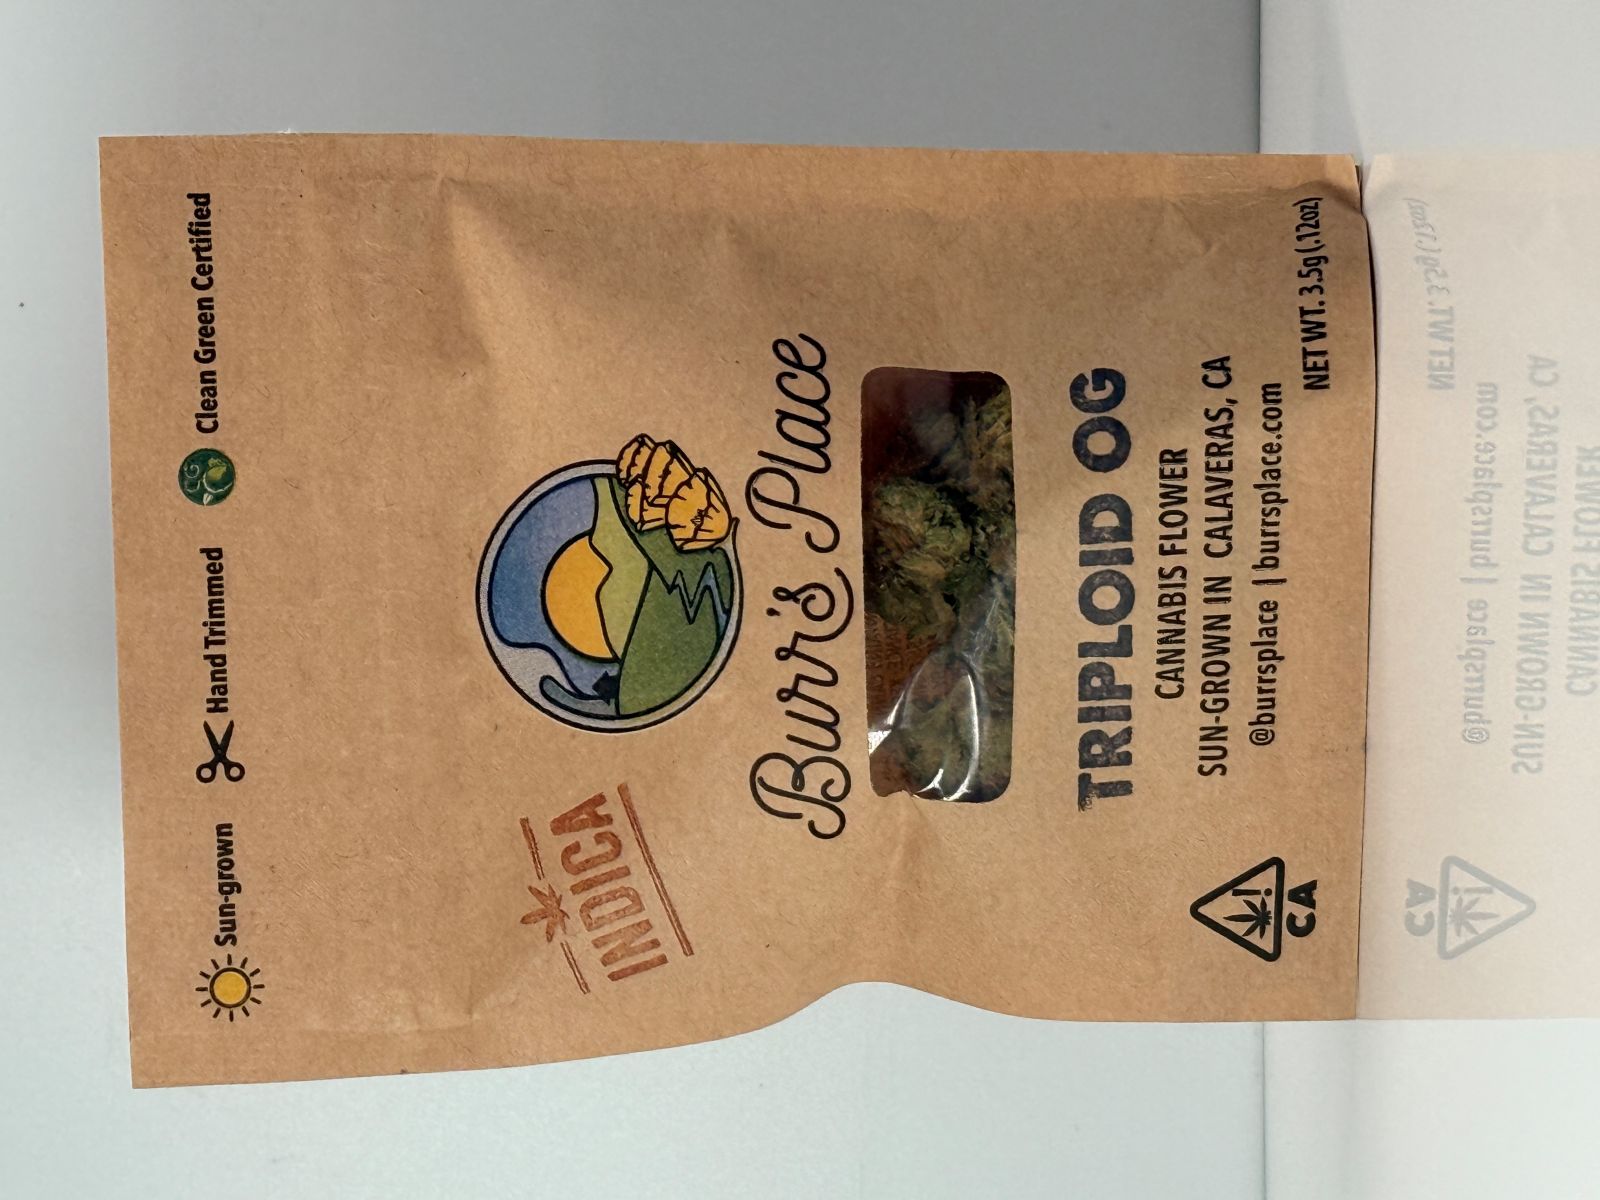 Sun-grown
Hand Trimmed
Clean Green Certified
CG
INDICA
Burr's Place
TRIPLOID OG
CANNABIS FLOWER
SUN-GROWN IN CALAVERAS, CA
@burrsplace | burrsplace.com
!
CA
NET WT. 3.5g (.12oz)